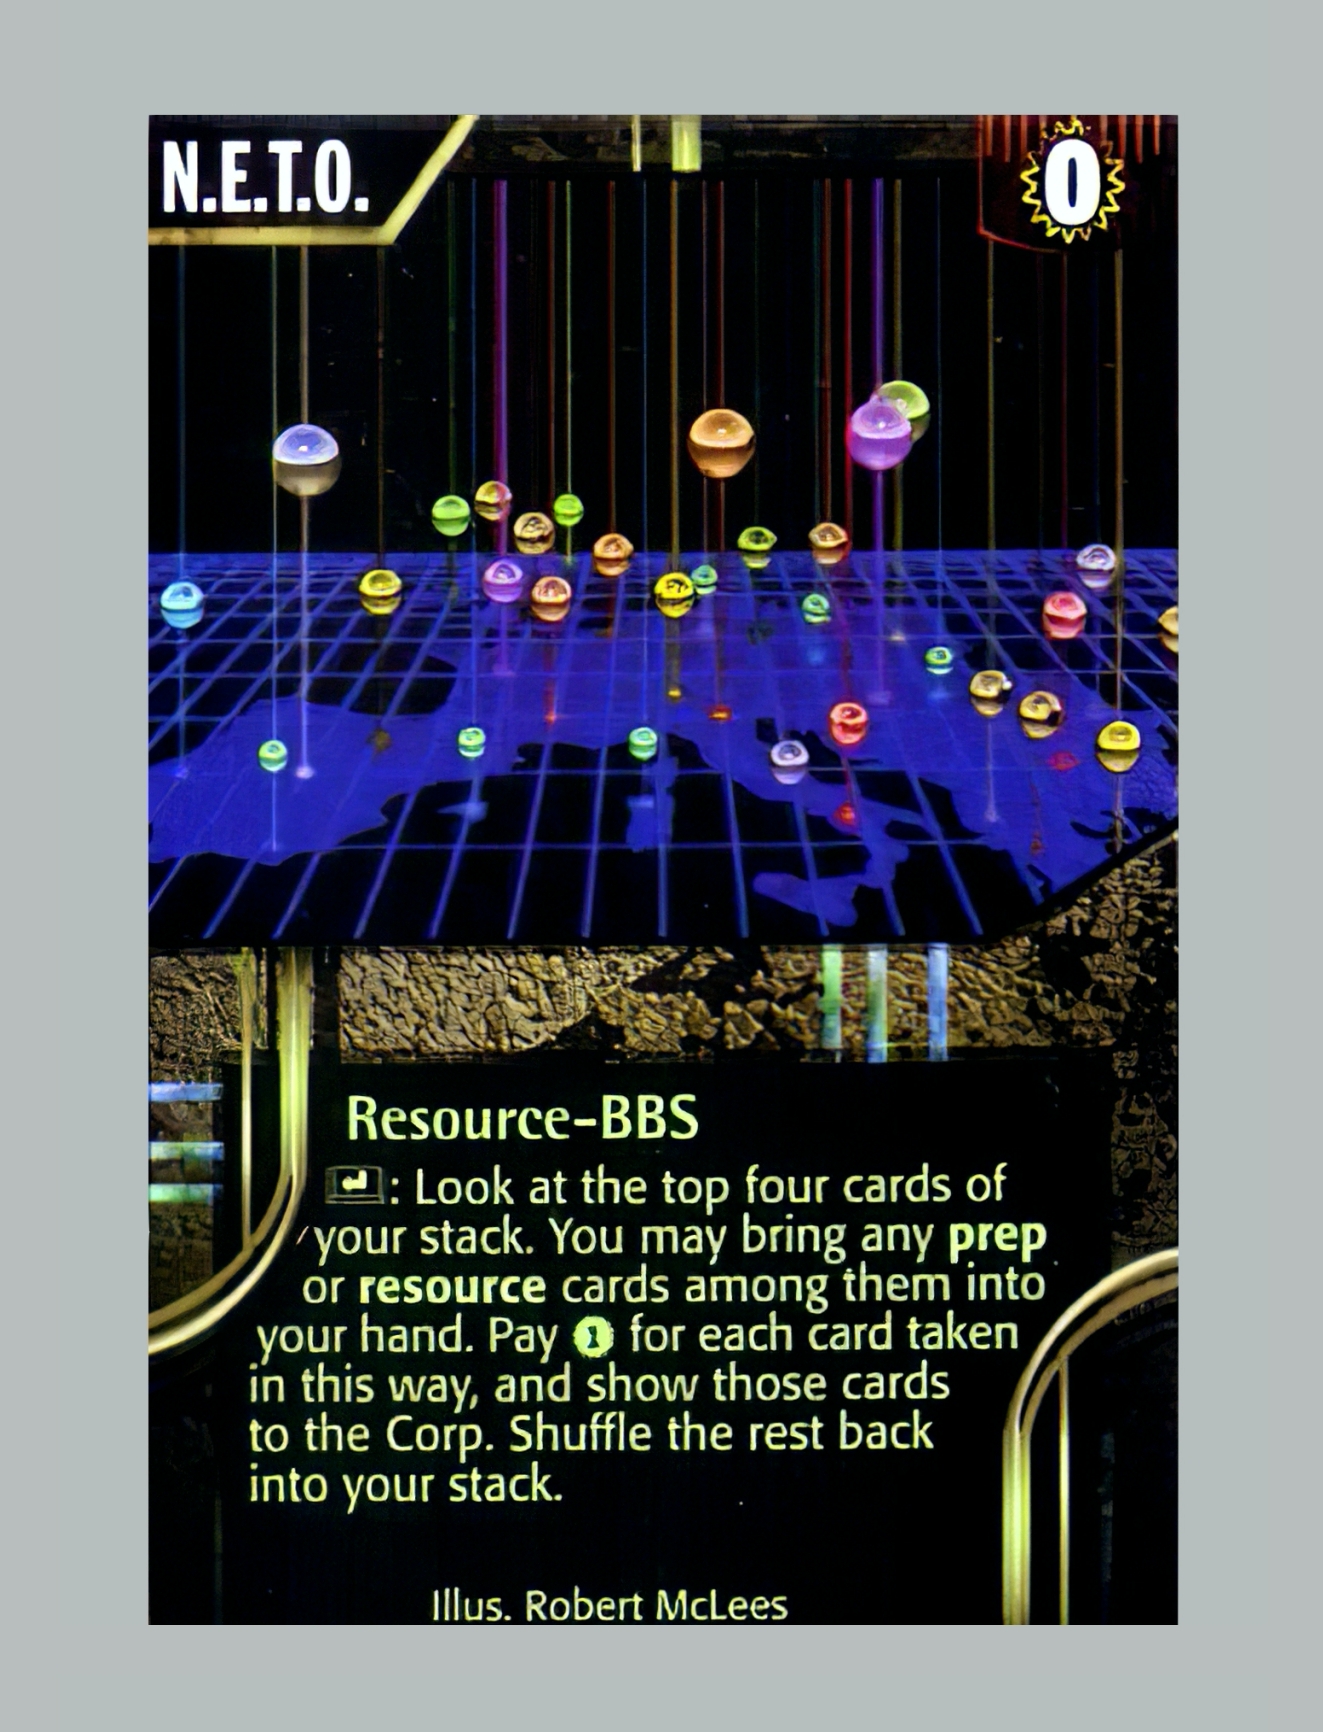 N.E.T.O.
0
Resource-BBS
: Look at the top four cards of
your stack. You may bring any prep
or resource cards among them into
your hand. Pay 1 for each card taken
in this way, and show those cards
to the Corp. Shuffle the rest back
into your stack.
Illus. Robert McLees